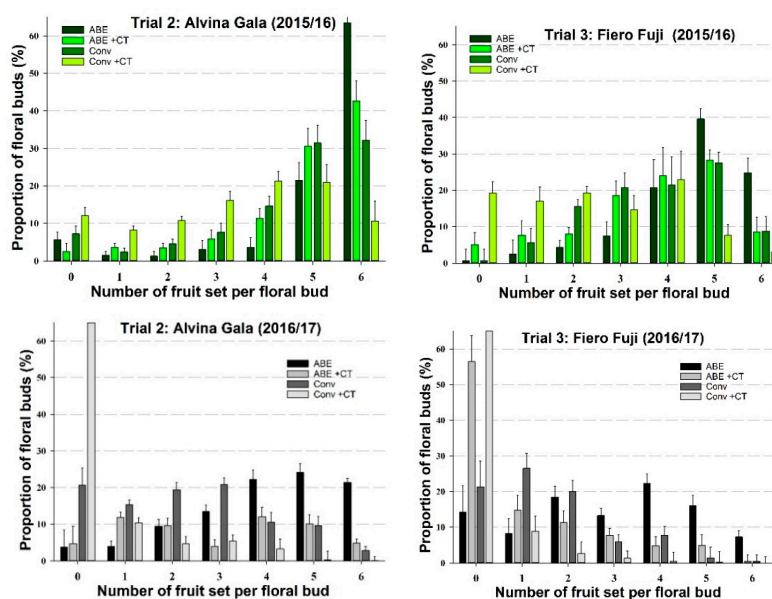 Trial 2: Alvina Gala (2015/16)
Proportion of floral buds (%)
60
50
40
30
20
10
0
ABE
ABE +CT
Conv
Conv +CT
0 1 2 3 4 5 6
Number of fruit set per floral bud
Trial 3: Fiero Fuji (2015/16)
Proportion of floral buds (%)
60
50
40
30
20
10
0
ABE
ABE +CT
Conv
Conv +CT
0 1 2 3 4 5 6
Number of fruit set per floral bud
Trial 2: Alvina Gala (2016/17)
Proportion of floral buds (%)
60
50
40
30
20
10
0
ABE
ABE +CT
Conv
Conv +CT
0 1 2 3 4 5 6
Number of fruit set per floral bud
Trial 3: Fiero Fuji (2016/17)
Proportion of floral buds (%)
60
50
40
30
20
10
0
ABE
ABE +CT
Conv
Conv +CT
0 1 2 3 4 5 6
Number of fruit set per floral bud